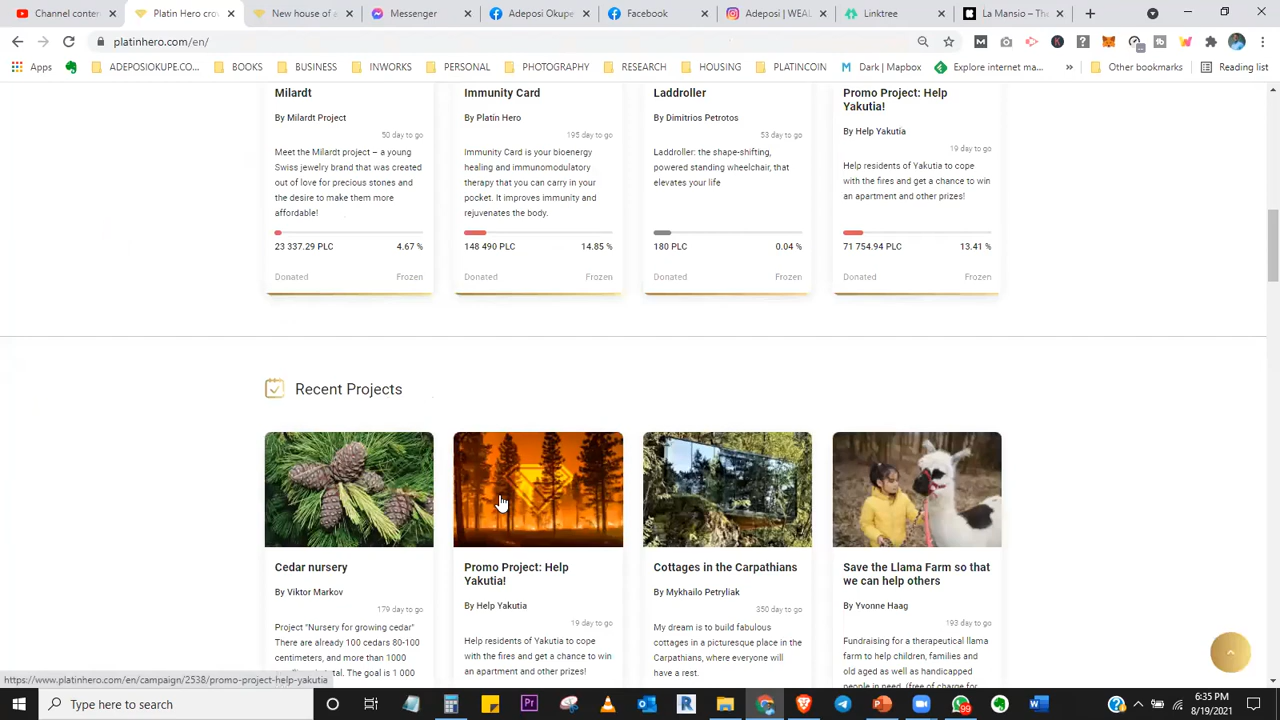 Channel content
Platin Hero cro
New house of e
Messenger
Adeposi Okupe
Facebook
Adeposi | WEAL
Linktree
La Mansio – The
platinhero.com/en/
Apps
ADEPOSIOKUPE.CO...
BOOKS
BUSINESS
INWORKS
PERSONAL
PHOTOGRAPHY
RESEARCH
HOUSING
PLATINCOIN
Dark | Mapbox
Explore internet ma...
»
Other bookmarks
Reading list
Milardt
By Milardt Project
50 day to go
Meet the Milardt project – a young
Swiss jewelry brand that was created
out of love for precious stones and
the desire to make them more
affordable!
23 337.29 PLC 4.67 %
Donated Frozen
Immunity Card
By Platin Hero
195 day to go
Immunity Card is your bioenergy
healing and immunomodulatory
therapy that you can carry in your
pocket. It improves immunity and
rejuvenates the body.
148 490 PLC 14.85 %
Donated Frozen
Laddroller
By Dimitrios Petrotos
53 day to go
Laddroller: the shape-shifting,
powered standing wheelchair, that
elevates your life
180 PLC 0.04 %
Donated Frozen
Promo Project: Help
Yakutia!
By Help Yakutia
19 day to go
Help residents of Yakutia to cope
with the fires and get a chance to win
an apartment and other prizes!
71 754.94 PLC 13.41 %
Donated Frozen
Recent Projects
Cedar nursery
By Viktor Markov
179 day to go
Project "Nursery for growing cedar"
There are already 100 cedars 80-100
centimeters, and more than 1000
The goal is 1 000
Promo Project: Help
Yakutia!
By Help Yakutia
19 day to go
Help residents of Yakutia to cope
with the fires and get a chance to win
an apartment and other prizes!
Cottages in the Carpathians
By Mykhailo Petryliak
350 day to go
My dream is to build fabulous
cottages in a picturesque place in the
Carpathians, where everyone will
have a rest.
Save the Llama Farm so that
we can help others
By Yvonne Haag
193 day to go
Fundraising for a therapeutical llama
farm to help children, families and
old aged as well as handicapped
people in need. (free of charge for
https://www.platinhero.com/en/campaign/2538/promo-project-help-yakutia
Type here to search
99
6:35 PM
8/19/2021